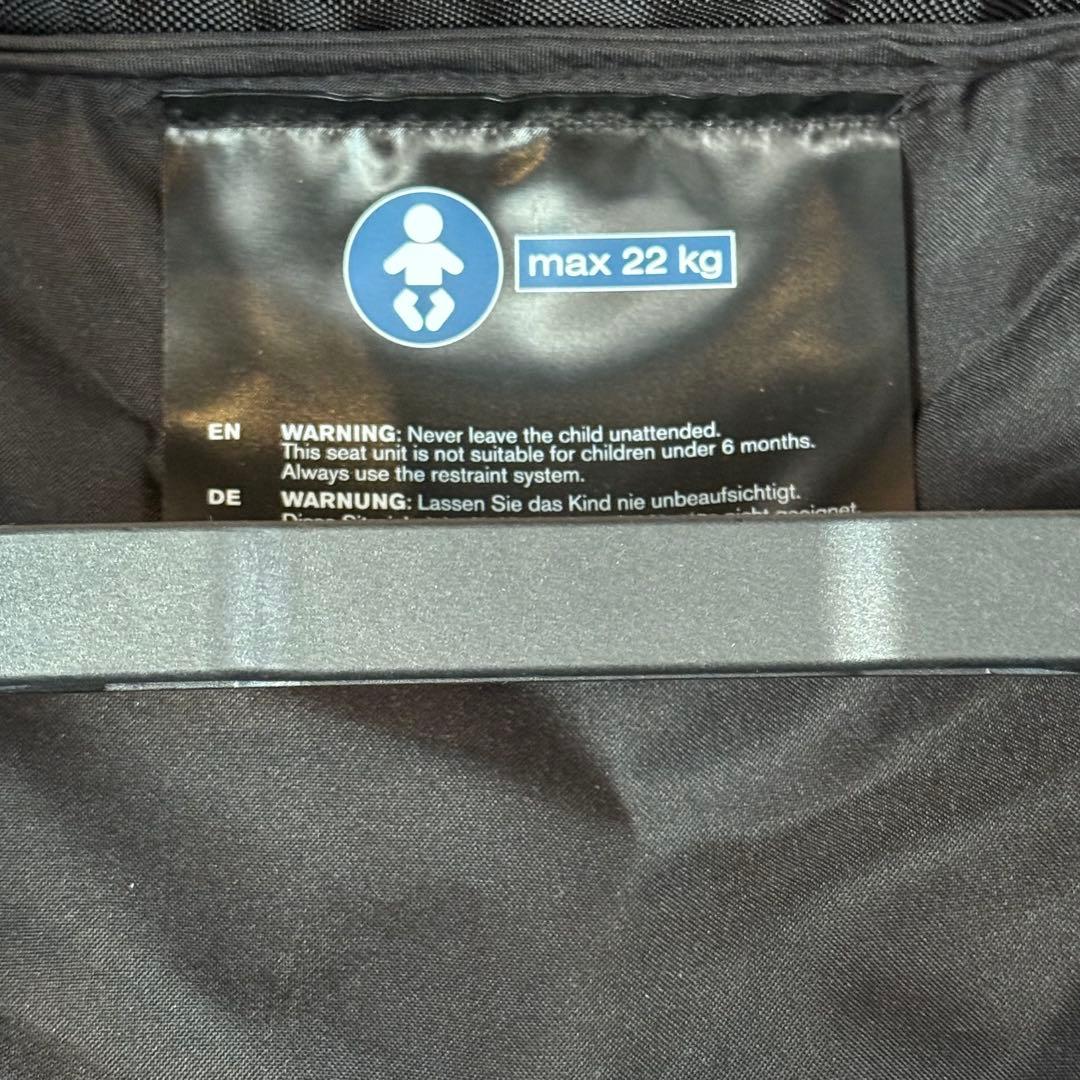 max 22 kg
EN WARNING: Never leave the child unattended.
This seat unit is not suitable for children under 6 months.
Always use the restraint system.
DE WARNUNG: Lassen Sie das Kind nie unbeaufsichtigt.
geeignet.